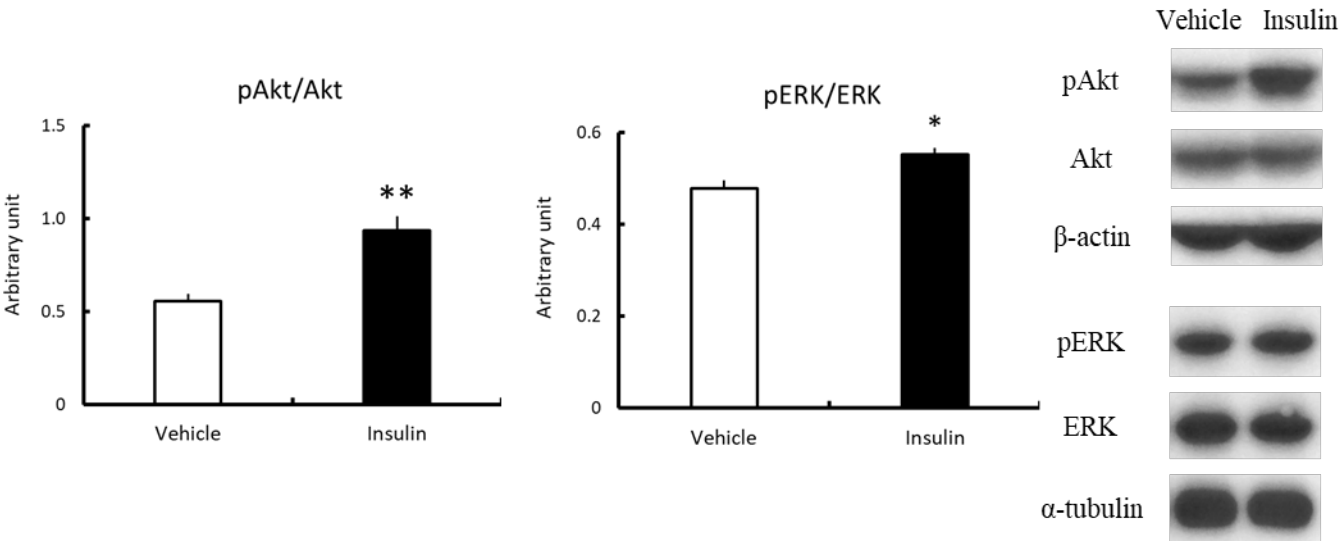 pAkt/Akt
Arbitrary unit
1.5
1.0
0.5
0
**
Vehicle
Insulin
pERK/ERK
Arbitrary unit
0.6
0.4
0.2
0
*
Vehicle
Insulin
Vehicle Insulin
pAkt
Akt
β-actin
pERK
ERK
α-tubulin